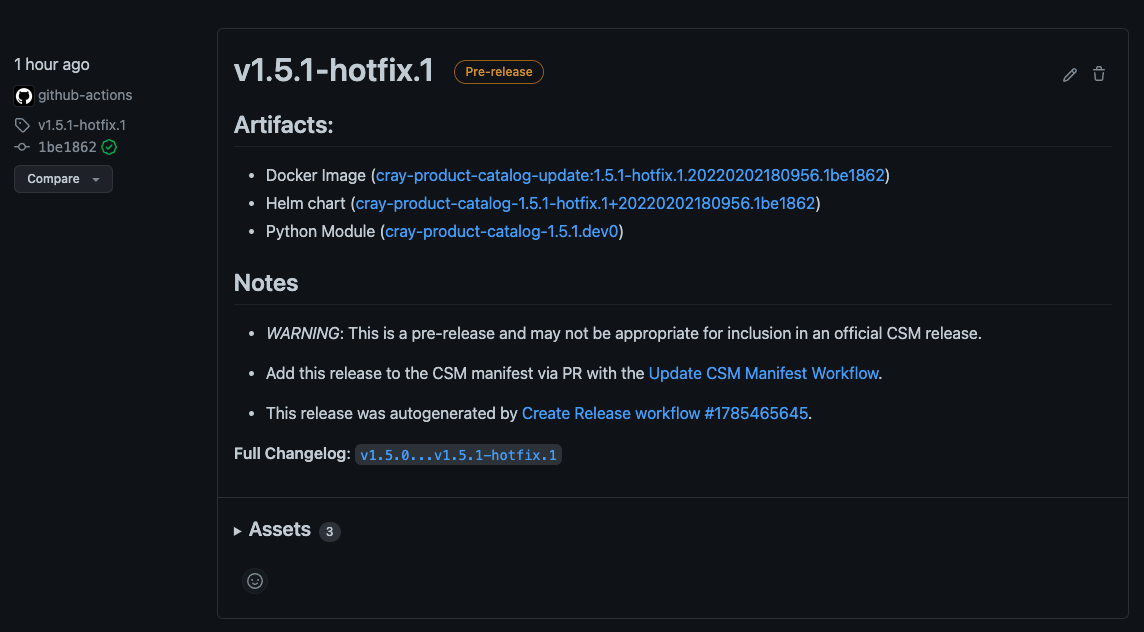 1 hour ago
github-actions
v1.5.1-hotfix.1
1be1862
Compare
v1.5.1-hotfix.1 Pre-release
Artifacts:
• Docker Image (cray-product-catalog-update:1.5.1-hotfix.1.20220202180956.1be1862)
• Helm chart (cray-product-catalog-1.5.1-hotfix.1+20220202180956.1be1862)
• Python Module (cray-product-catalog-1.5.1.dev0)
Notes
• WARNING: This is a pre-release and may not be appropriate for inclusion in an official CSM release.
• Add this release to the CSM manifest via PR with the Update CSM Manifest Workflow.
• This release was autogenerated by Create Release workflow #1785465645.
Full Changelog: v1.5.0...v1.5.1-hotfix.1
Assets 3